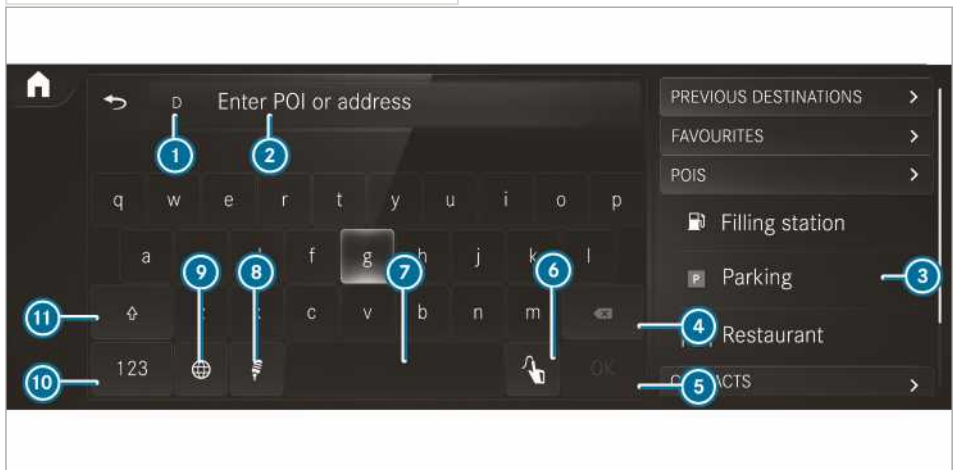 D Enter POI or address
1 2
q w e r t y u i o p
a f g h j k l
9 8 7 6
11 c v b n m 4
10 123 OK 5
PREVIOUS DESTINATIONS
FAVOURITES
POIS
Filling station
P Parking 3
Restaurant